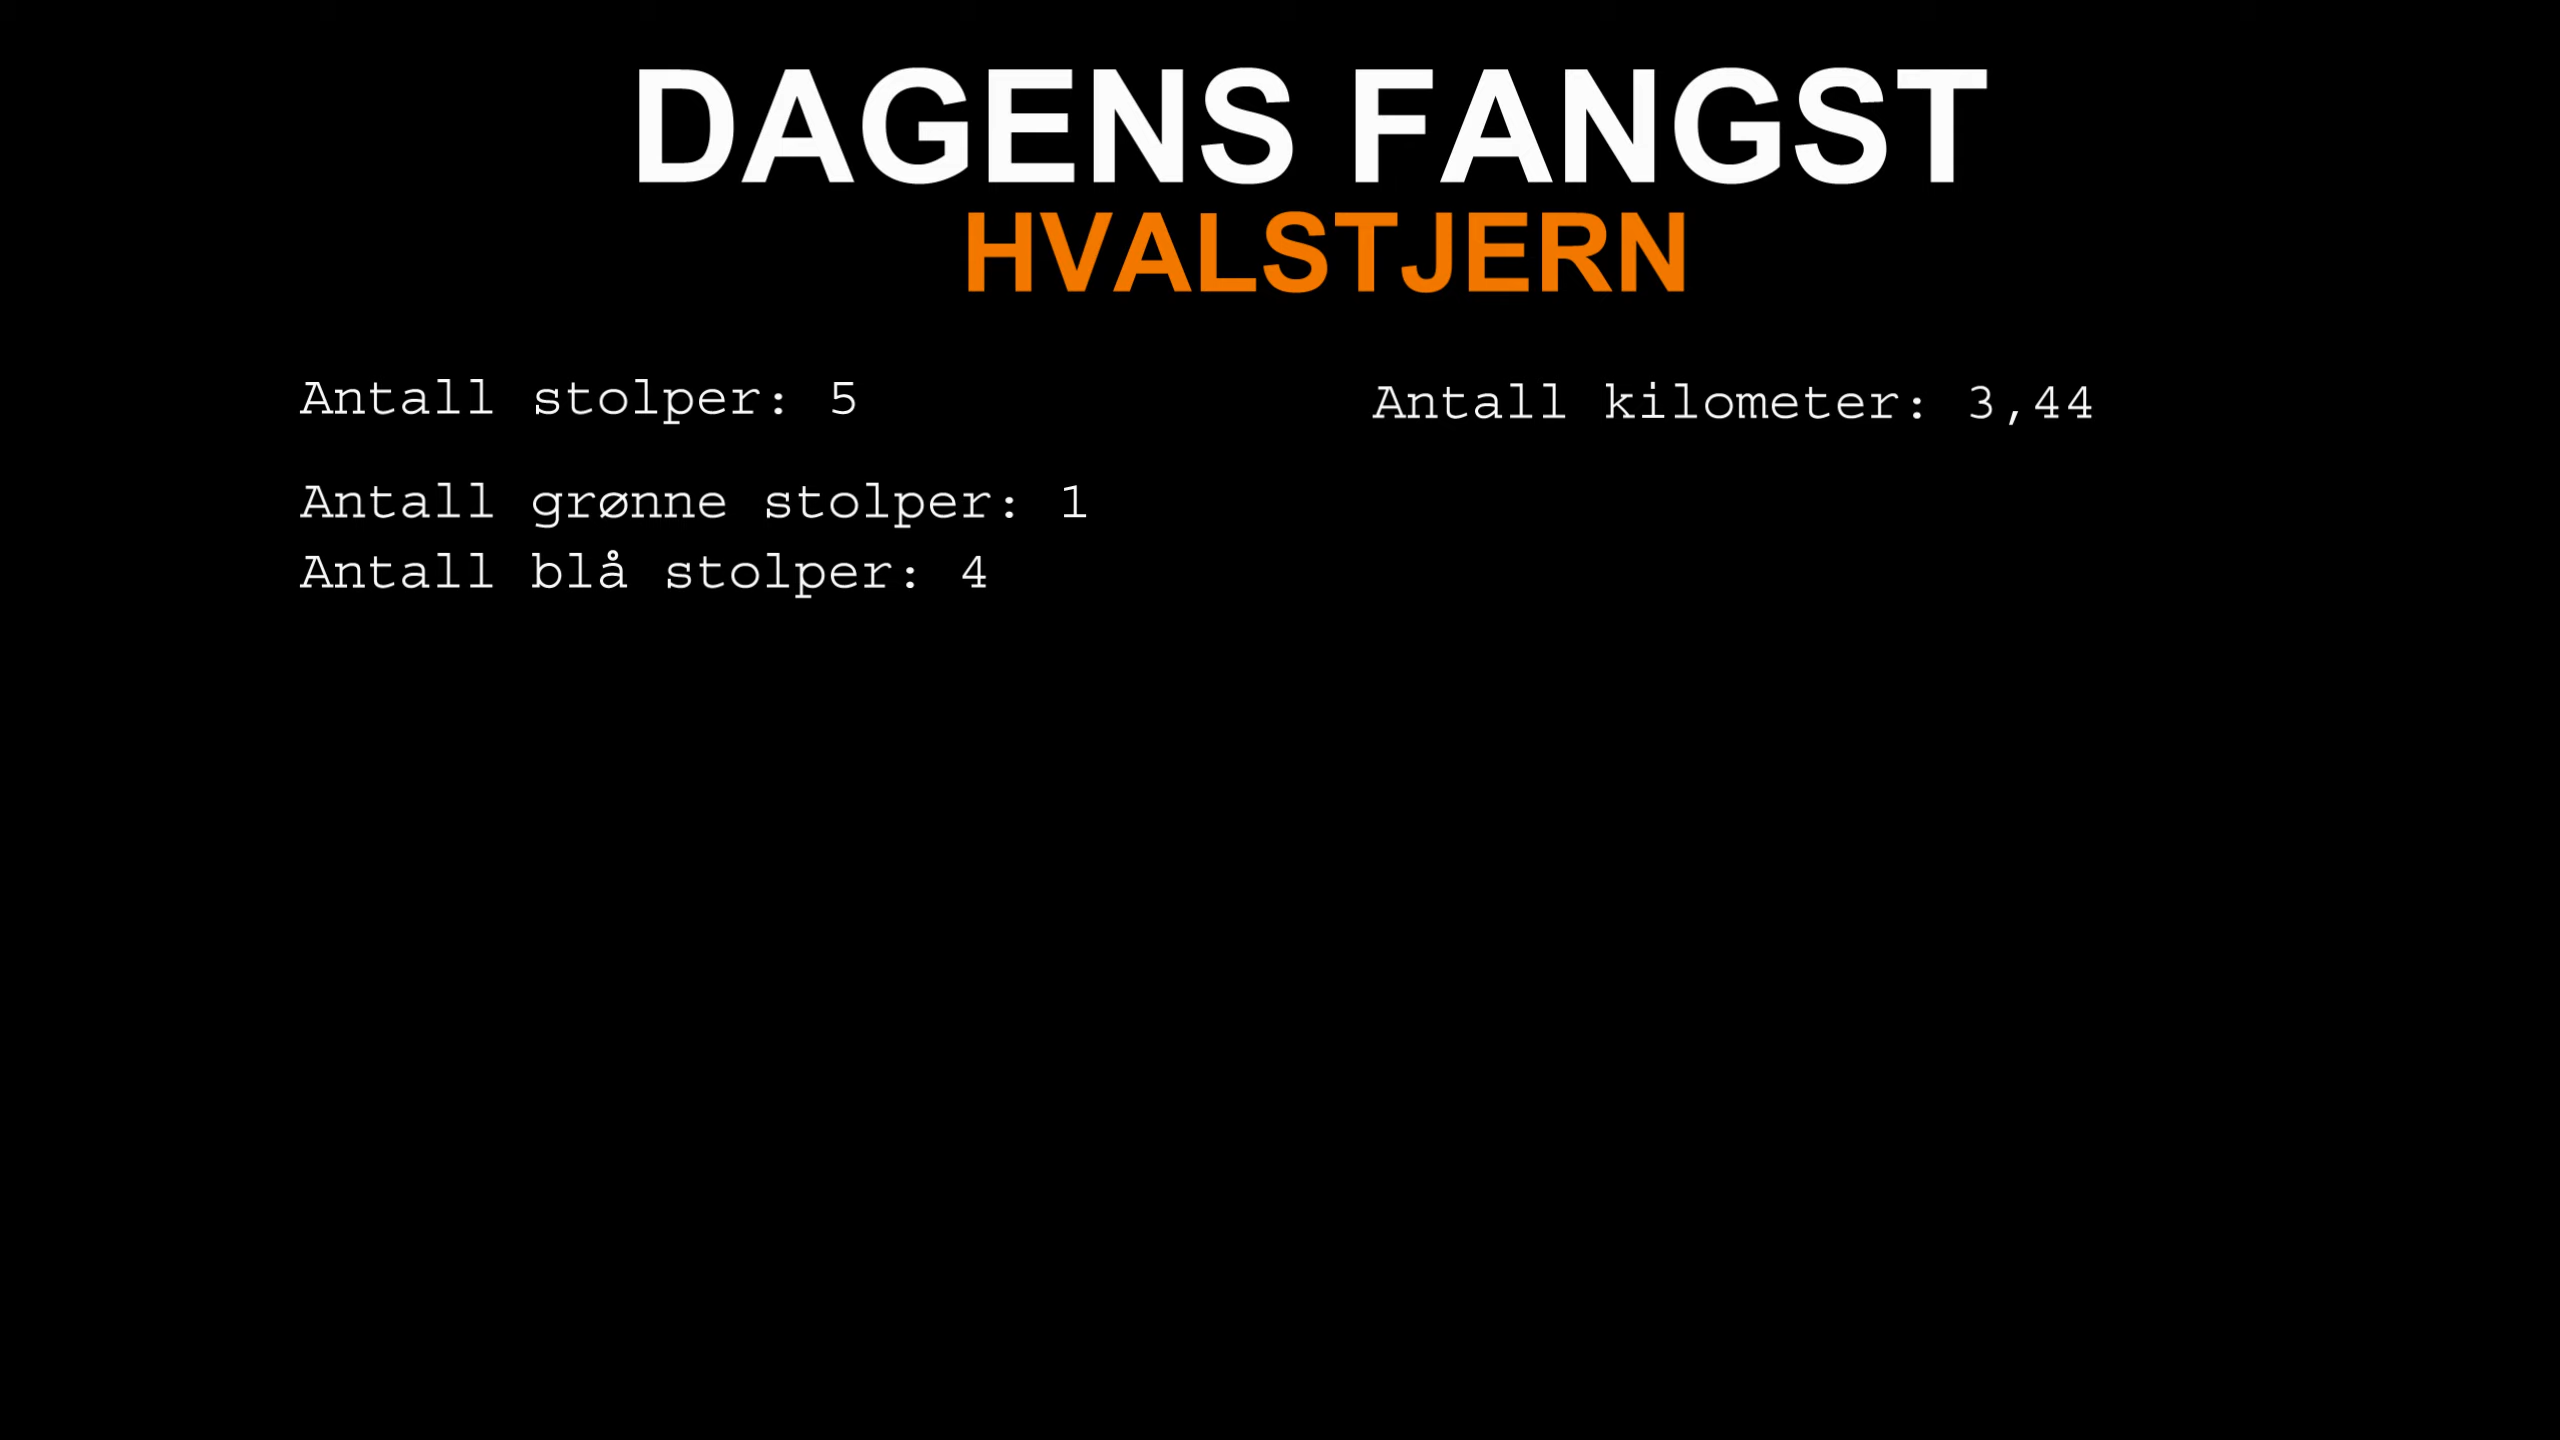 DAGENS FANGST
HVALSTJERN
Antall stolper: 5
Antall kilometer: 3,44
Antall grønne stolper: 1
Antall blå stolper: 4